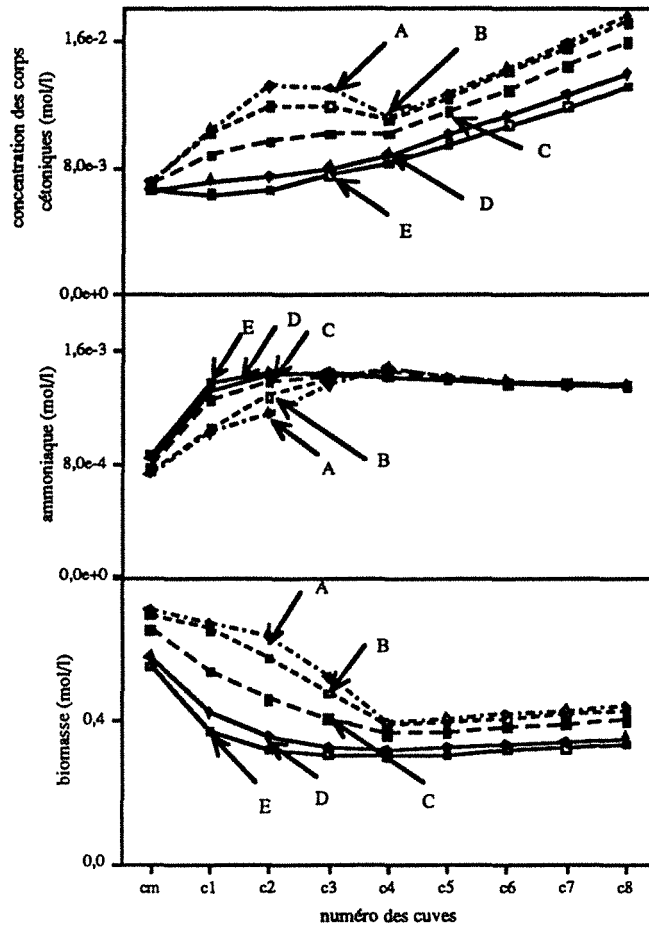 concentration des corps
cétoniques (mol/l)
1,6e-2
8,0e-3
0,0e+0
A
B
C
D
E
ammoniaque (mol/l)
1,6e-3
8,0e-4
0,0e+0
E
D
C
B
A
biomasse (mol/l)
0,4
0,0
A
B
C
D
E
cm c1 c2 c3 c4 c5 c6 c7 c8
numéro des cuves